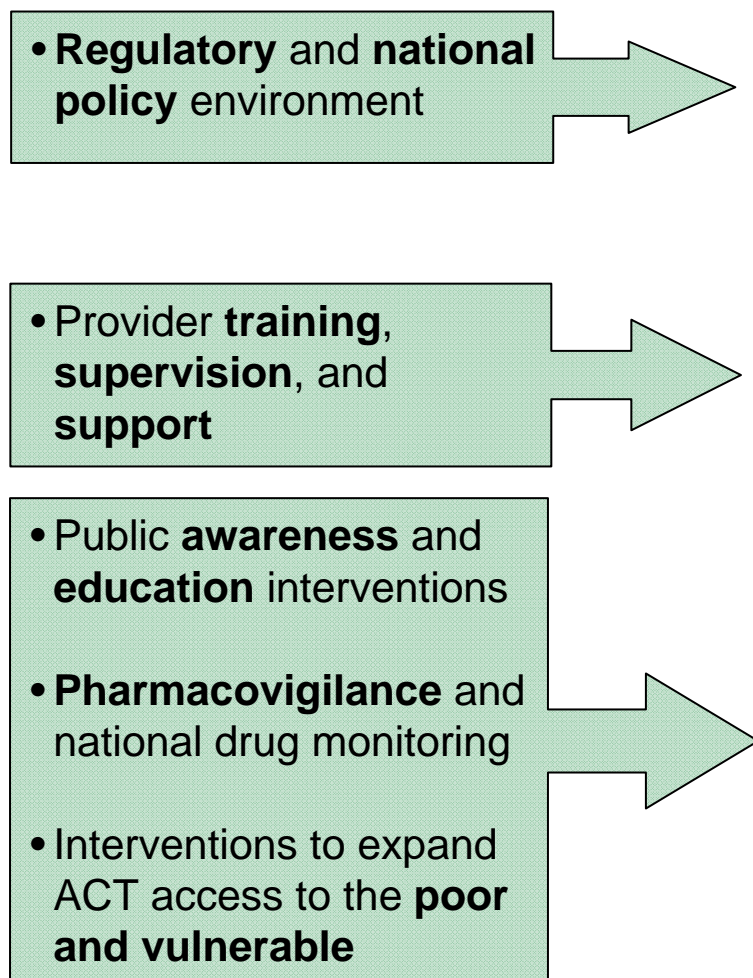 • Regulatory and national
policy environment
• Provider training,
supervision, and
support
• Public awareness and
education interventions
• Pharmacovigilance and
national drug monitoring
• Interventions to expand
ACT access to the poor
and vulnerable